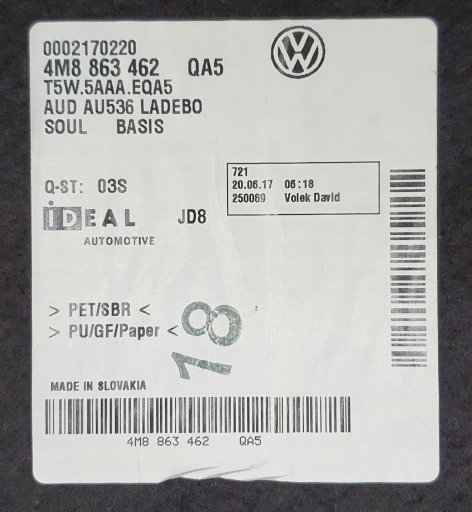 0002170220
4M8 863 462 QA5
T5W.5AAA.EQA5
AUD AU536 LADEBO
SOUL BASIS
721
20.06.17 06:18
250089 Volek David
Q-ST: 03S
IDEAL JD8
AUTOMOTIVE
> PET/SBR <
> PU/GF/Paper <
18
MADE IN SLOVAKIA
4M8 863 462 QA5